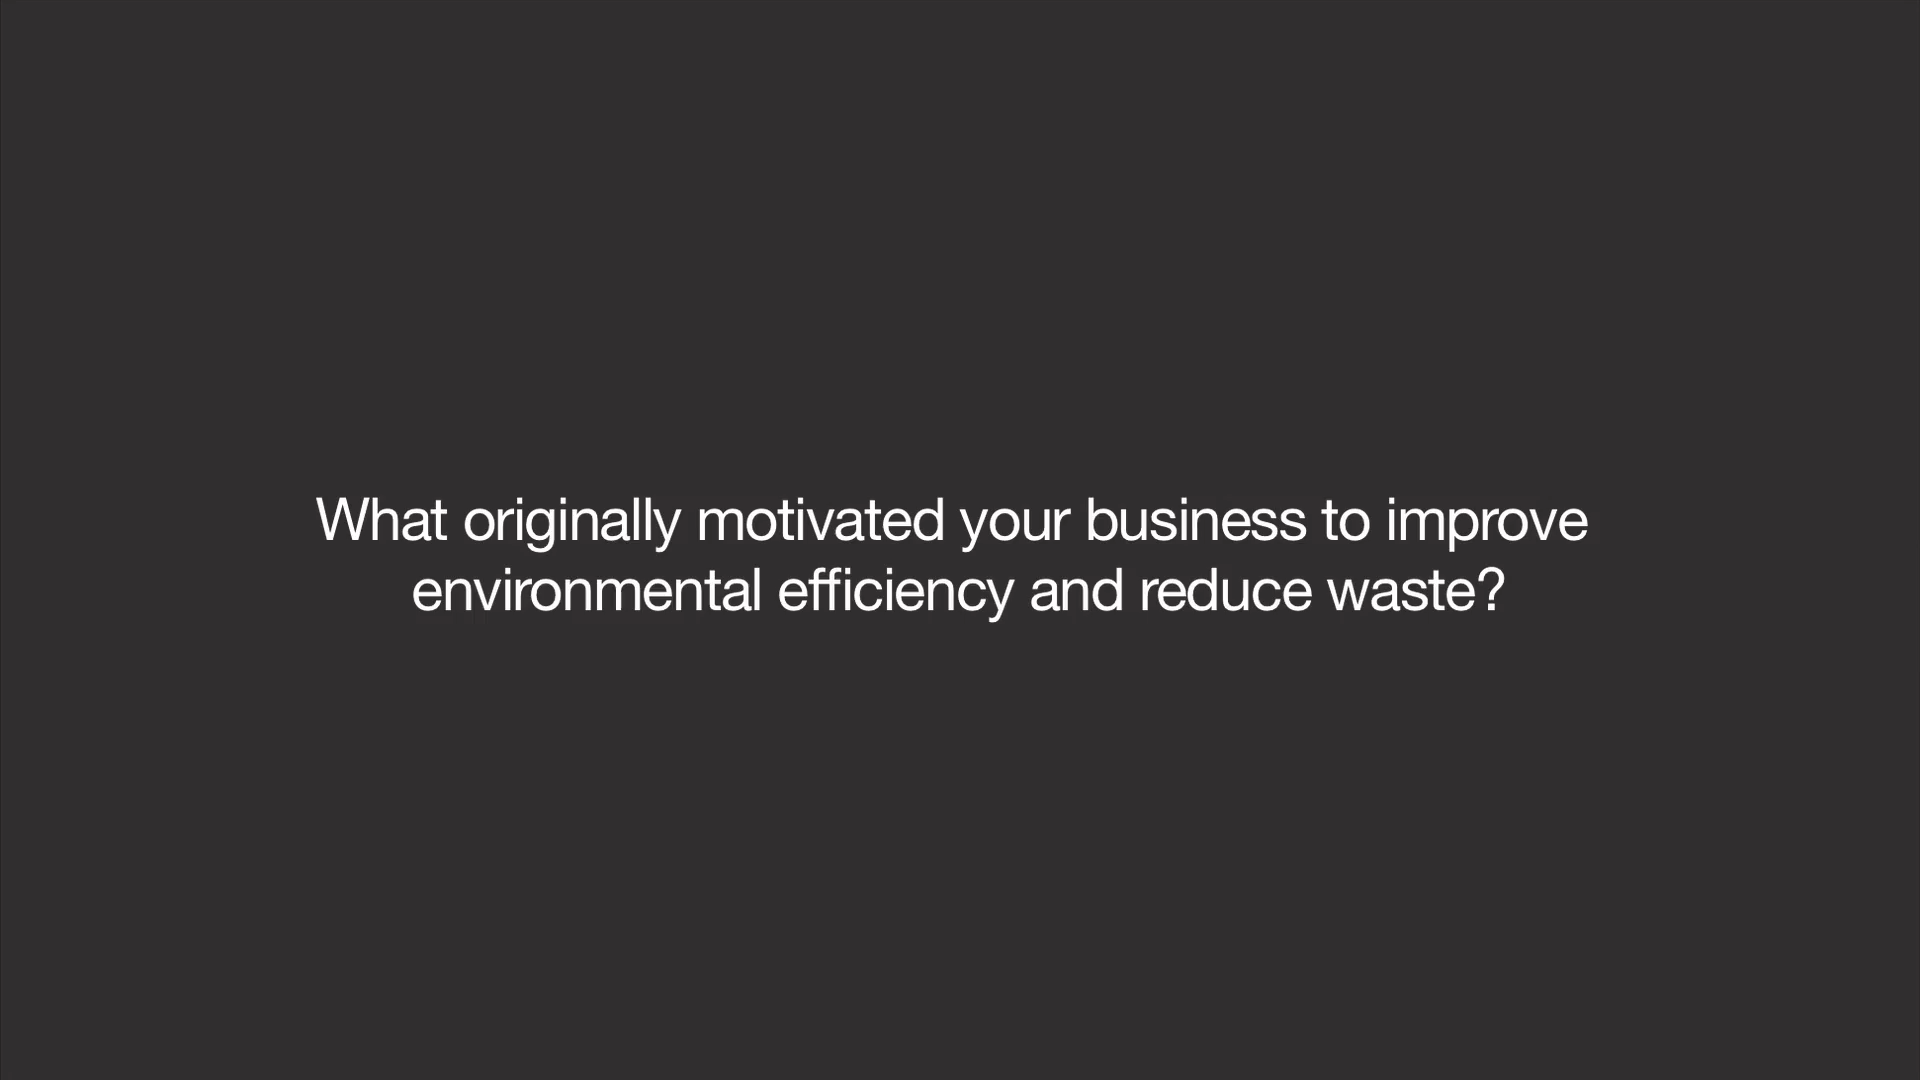 What originally motivated your business to improve
environmental efficiency and reduce waste?